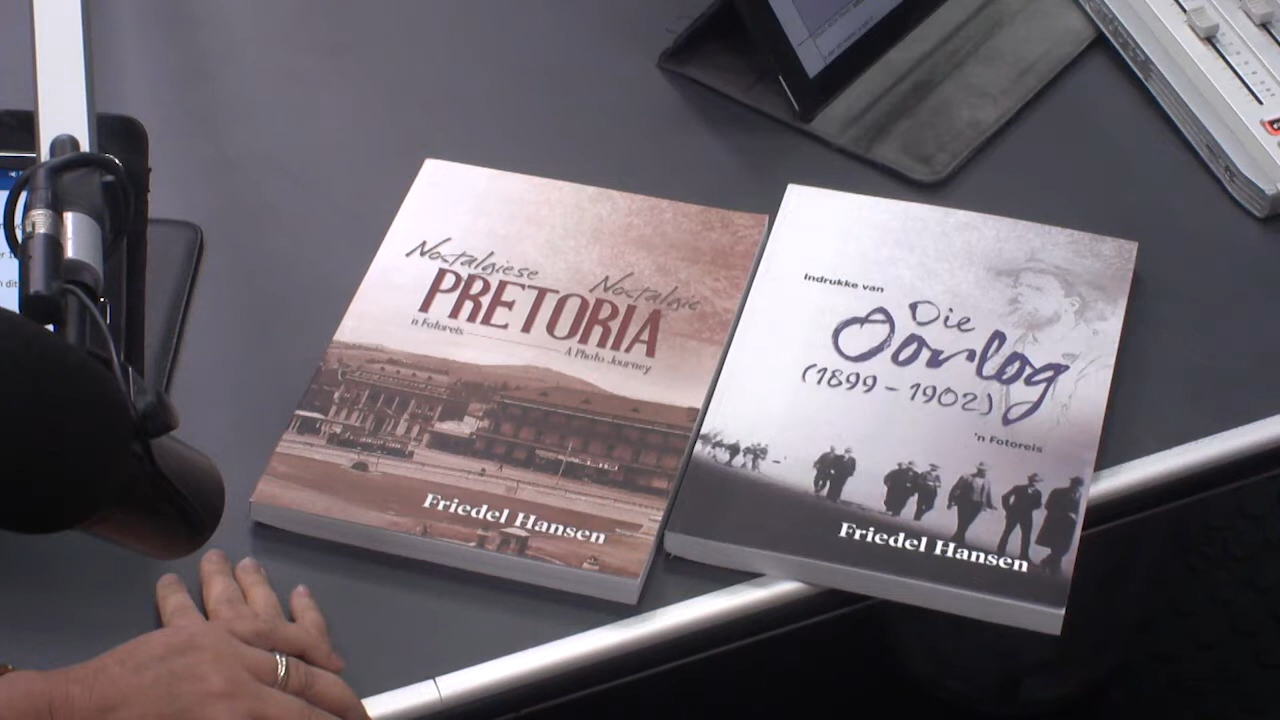 Nostalgiese Nostalgic
PRETORIA
'n Fotoreis
A Photo Journey
Friedel Hansen
Indrukke van
Die
Oorlog
(1899 – 1902)
'n Fotoreis
Friedel Hansen